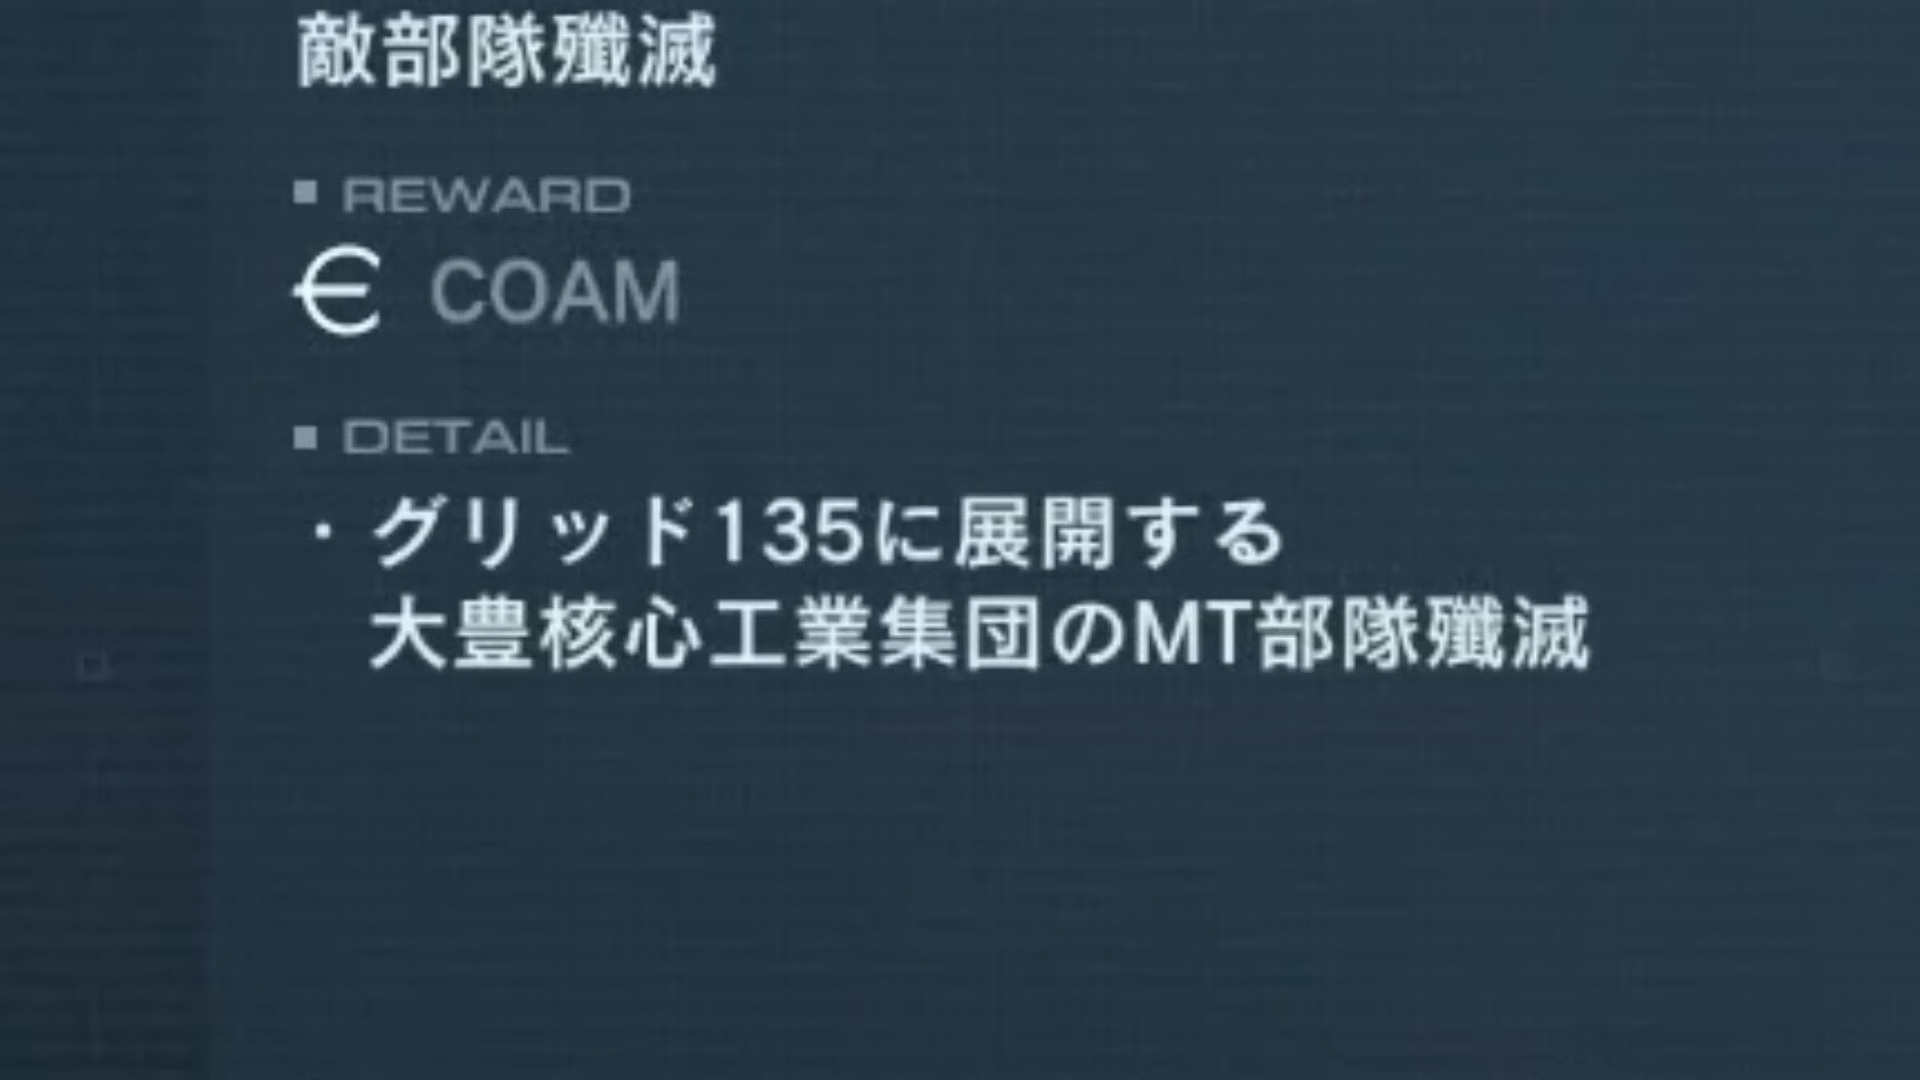 敵部隊殲滅
■ REWARD
€ COAM
■ DETAIL
・グリッド135に展開する
大豊核心工業集団のMT部隊殲滅